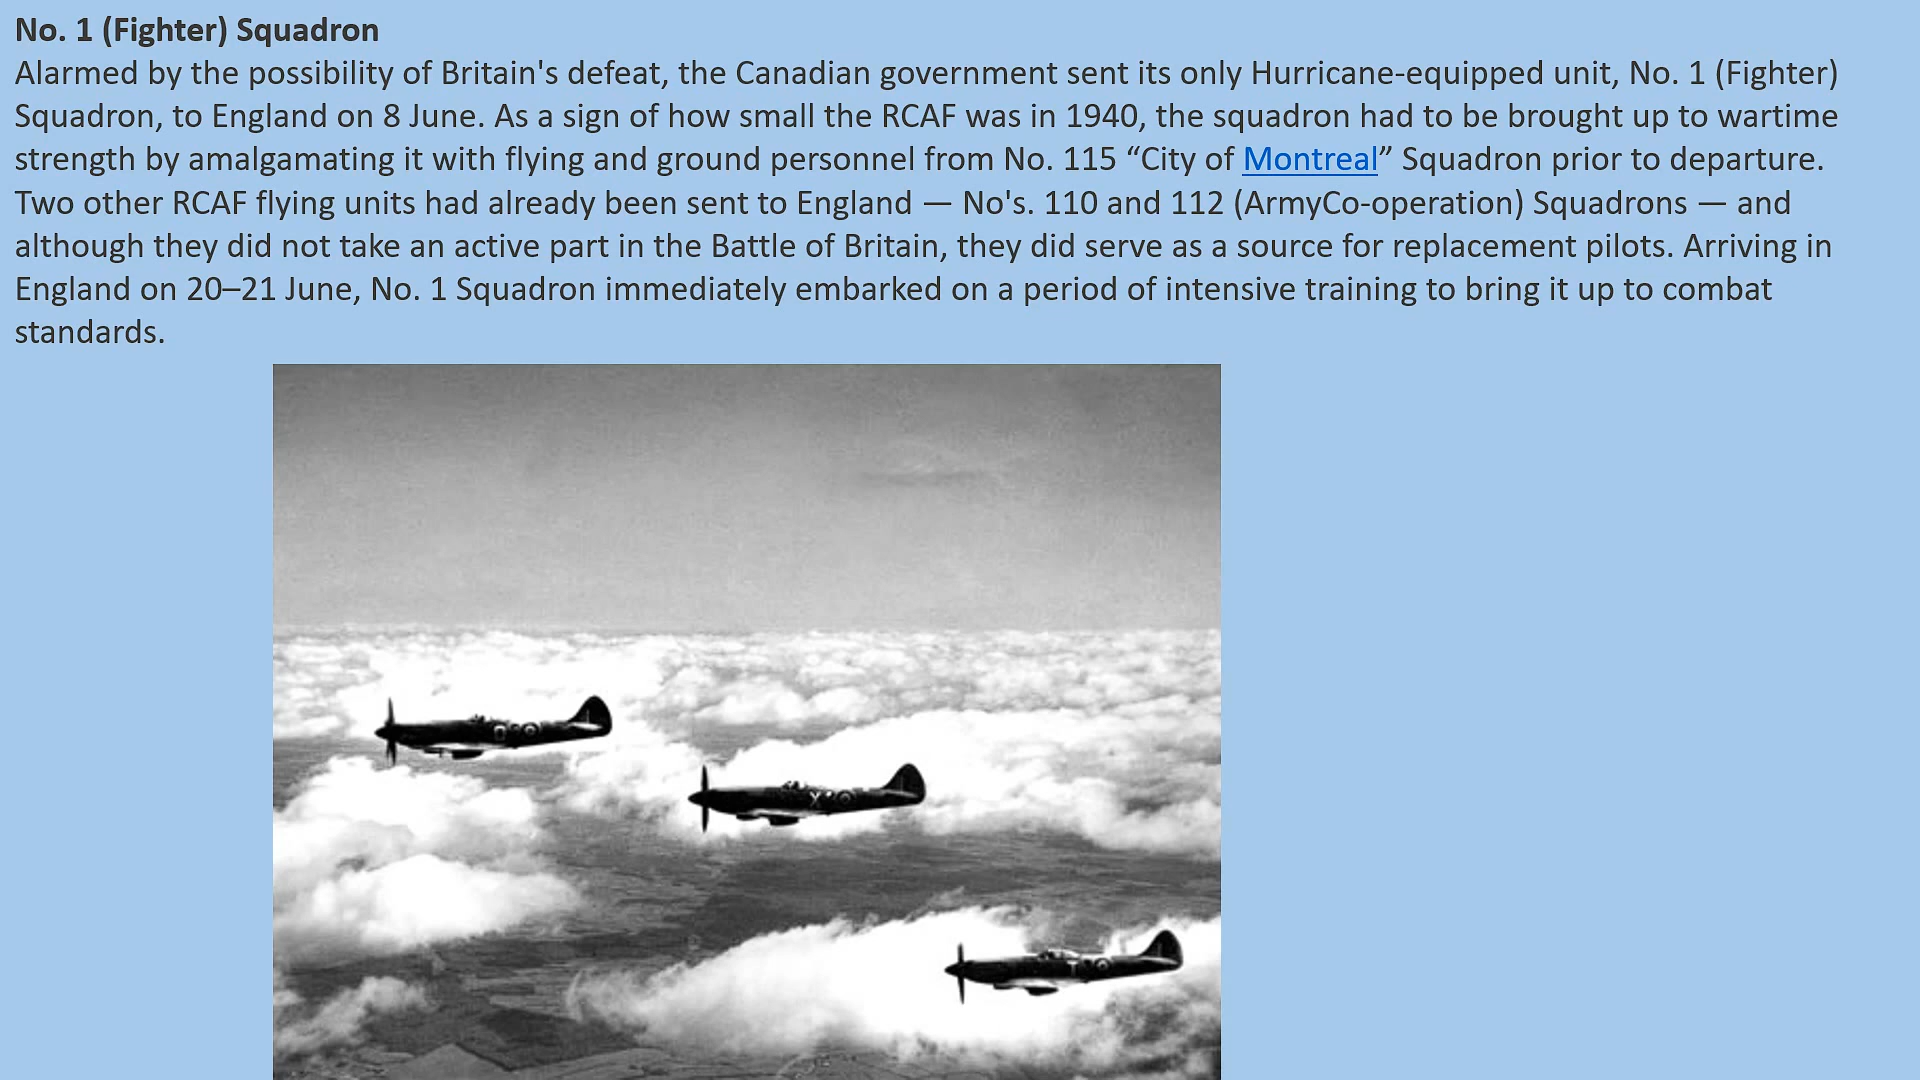 No. 1 (Fighter) Squadron
Alarmed by the possibility of Britain's defeat, the Canadian government sent its only Hurricane-equipped unit, No. 1 (Fighter)
Squadron, to England on 8 June. As a sign of how small the RCAF was in 1940, the squadron had to be brought up to wartime
strength by amalgamating it with flying and ground personnel from No. 115 “City of Montreal” Squadron prior to departure.
Two other RCAF flying units had already been sent to England — No's. 110 and 112 (ArmyCo-operation) Squadrons — and
although they did not take an active part in the Battle of Britain, they did serve as a source for replacement pilots. Arriving in
England on 20–21 June, No. 1 Squadron immediately embarked on a period of intensive training to bring it up to combat
standards.